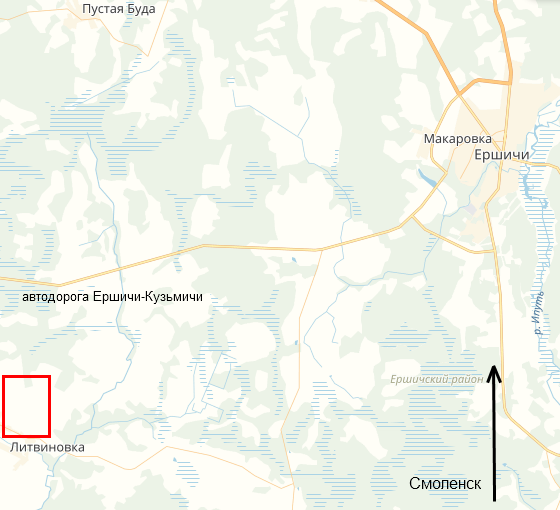 Пустая Буда
Макаровка
Ершичи
автодорога Ершичи-Кузьмичи
р. Ипуть
Ершичский район
Литвиновка
Смоленск